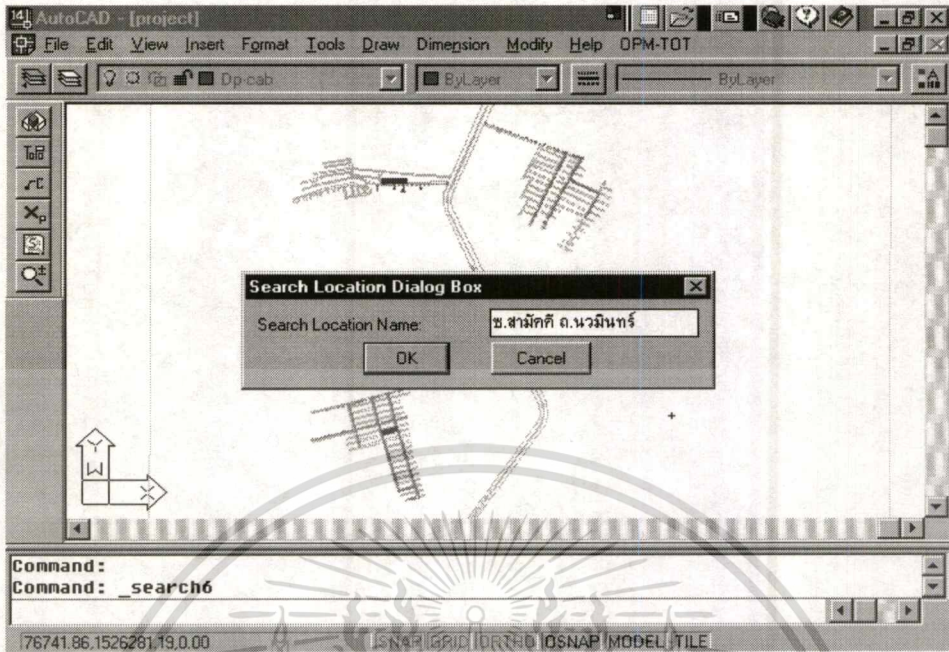 AutoCAD - [project]
File Edit View Insert Format Tools Draw Dimension Modify Help OPM-TOT
Dp-cab ByLayer ByLayer
Search Location Dialog Box
Search Location Name: ซ.สามัคคี ถ.นวมินทร์
OK Cancel
Y
W
X
Command:
Command: _search6
76741.86,1526281.19,0.00 SNAP GRID ORTHO OSNAP MODEL TILE